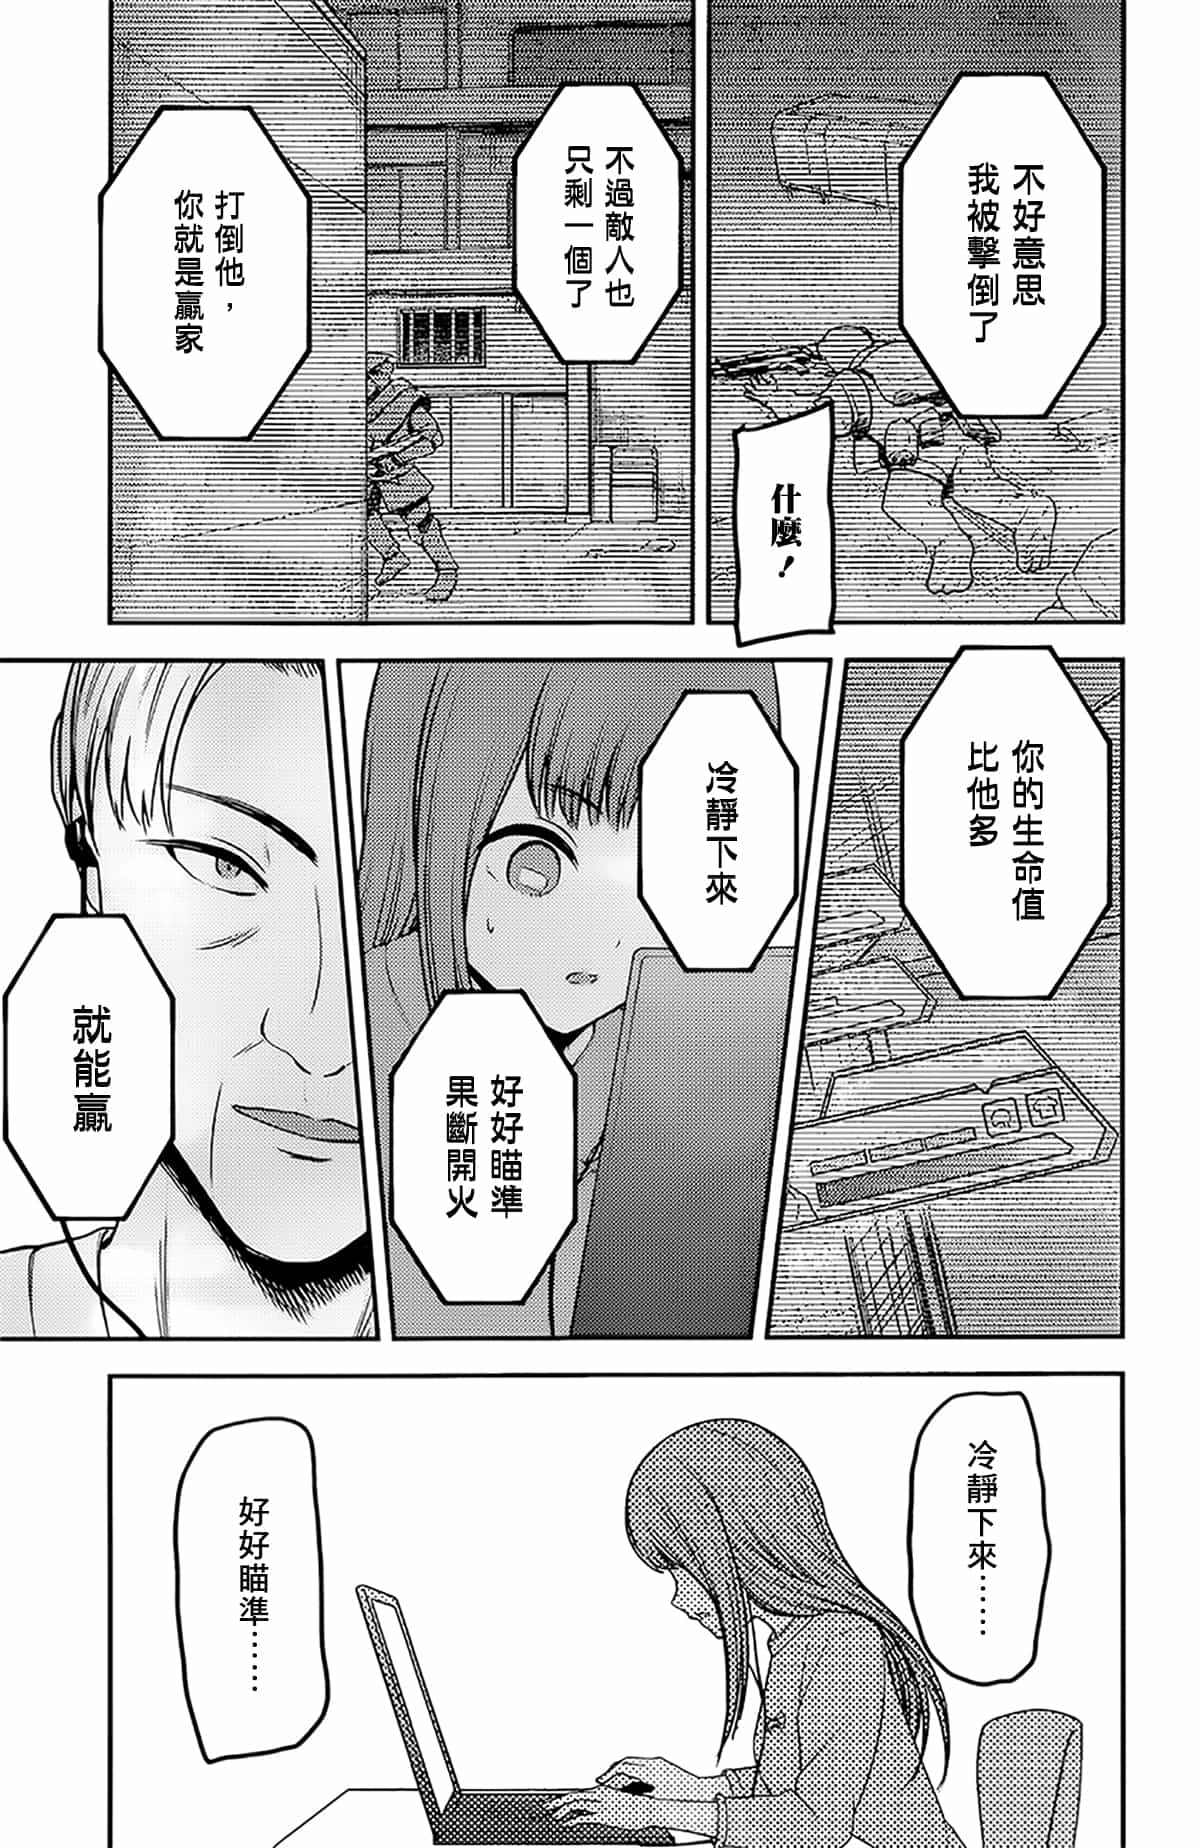 不好意思
我被擊倒了
什麼！
不過敵人也
只剩一個了
打倒他，
你就是贏家
你的生命值
比他多
冷靜下來
好好瞄準
果斷開火
就能贏
冷靜下來……
好好瞄準……